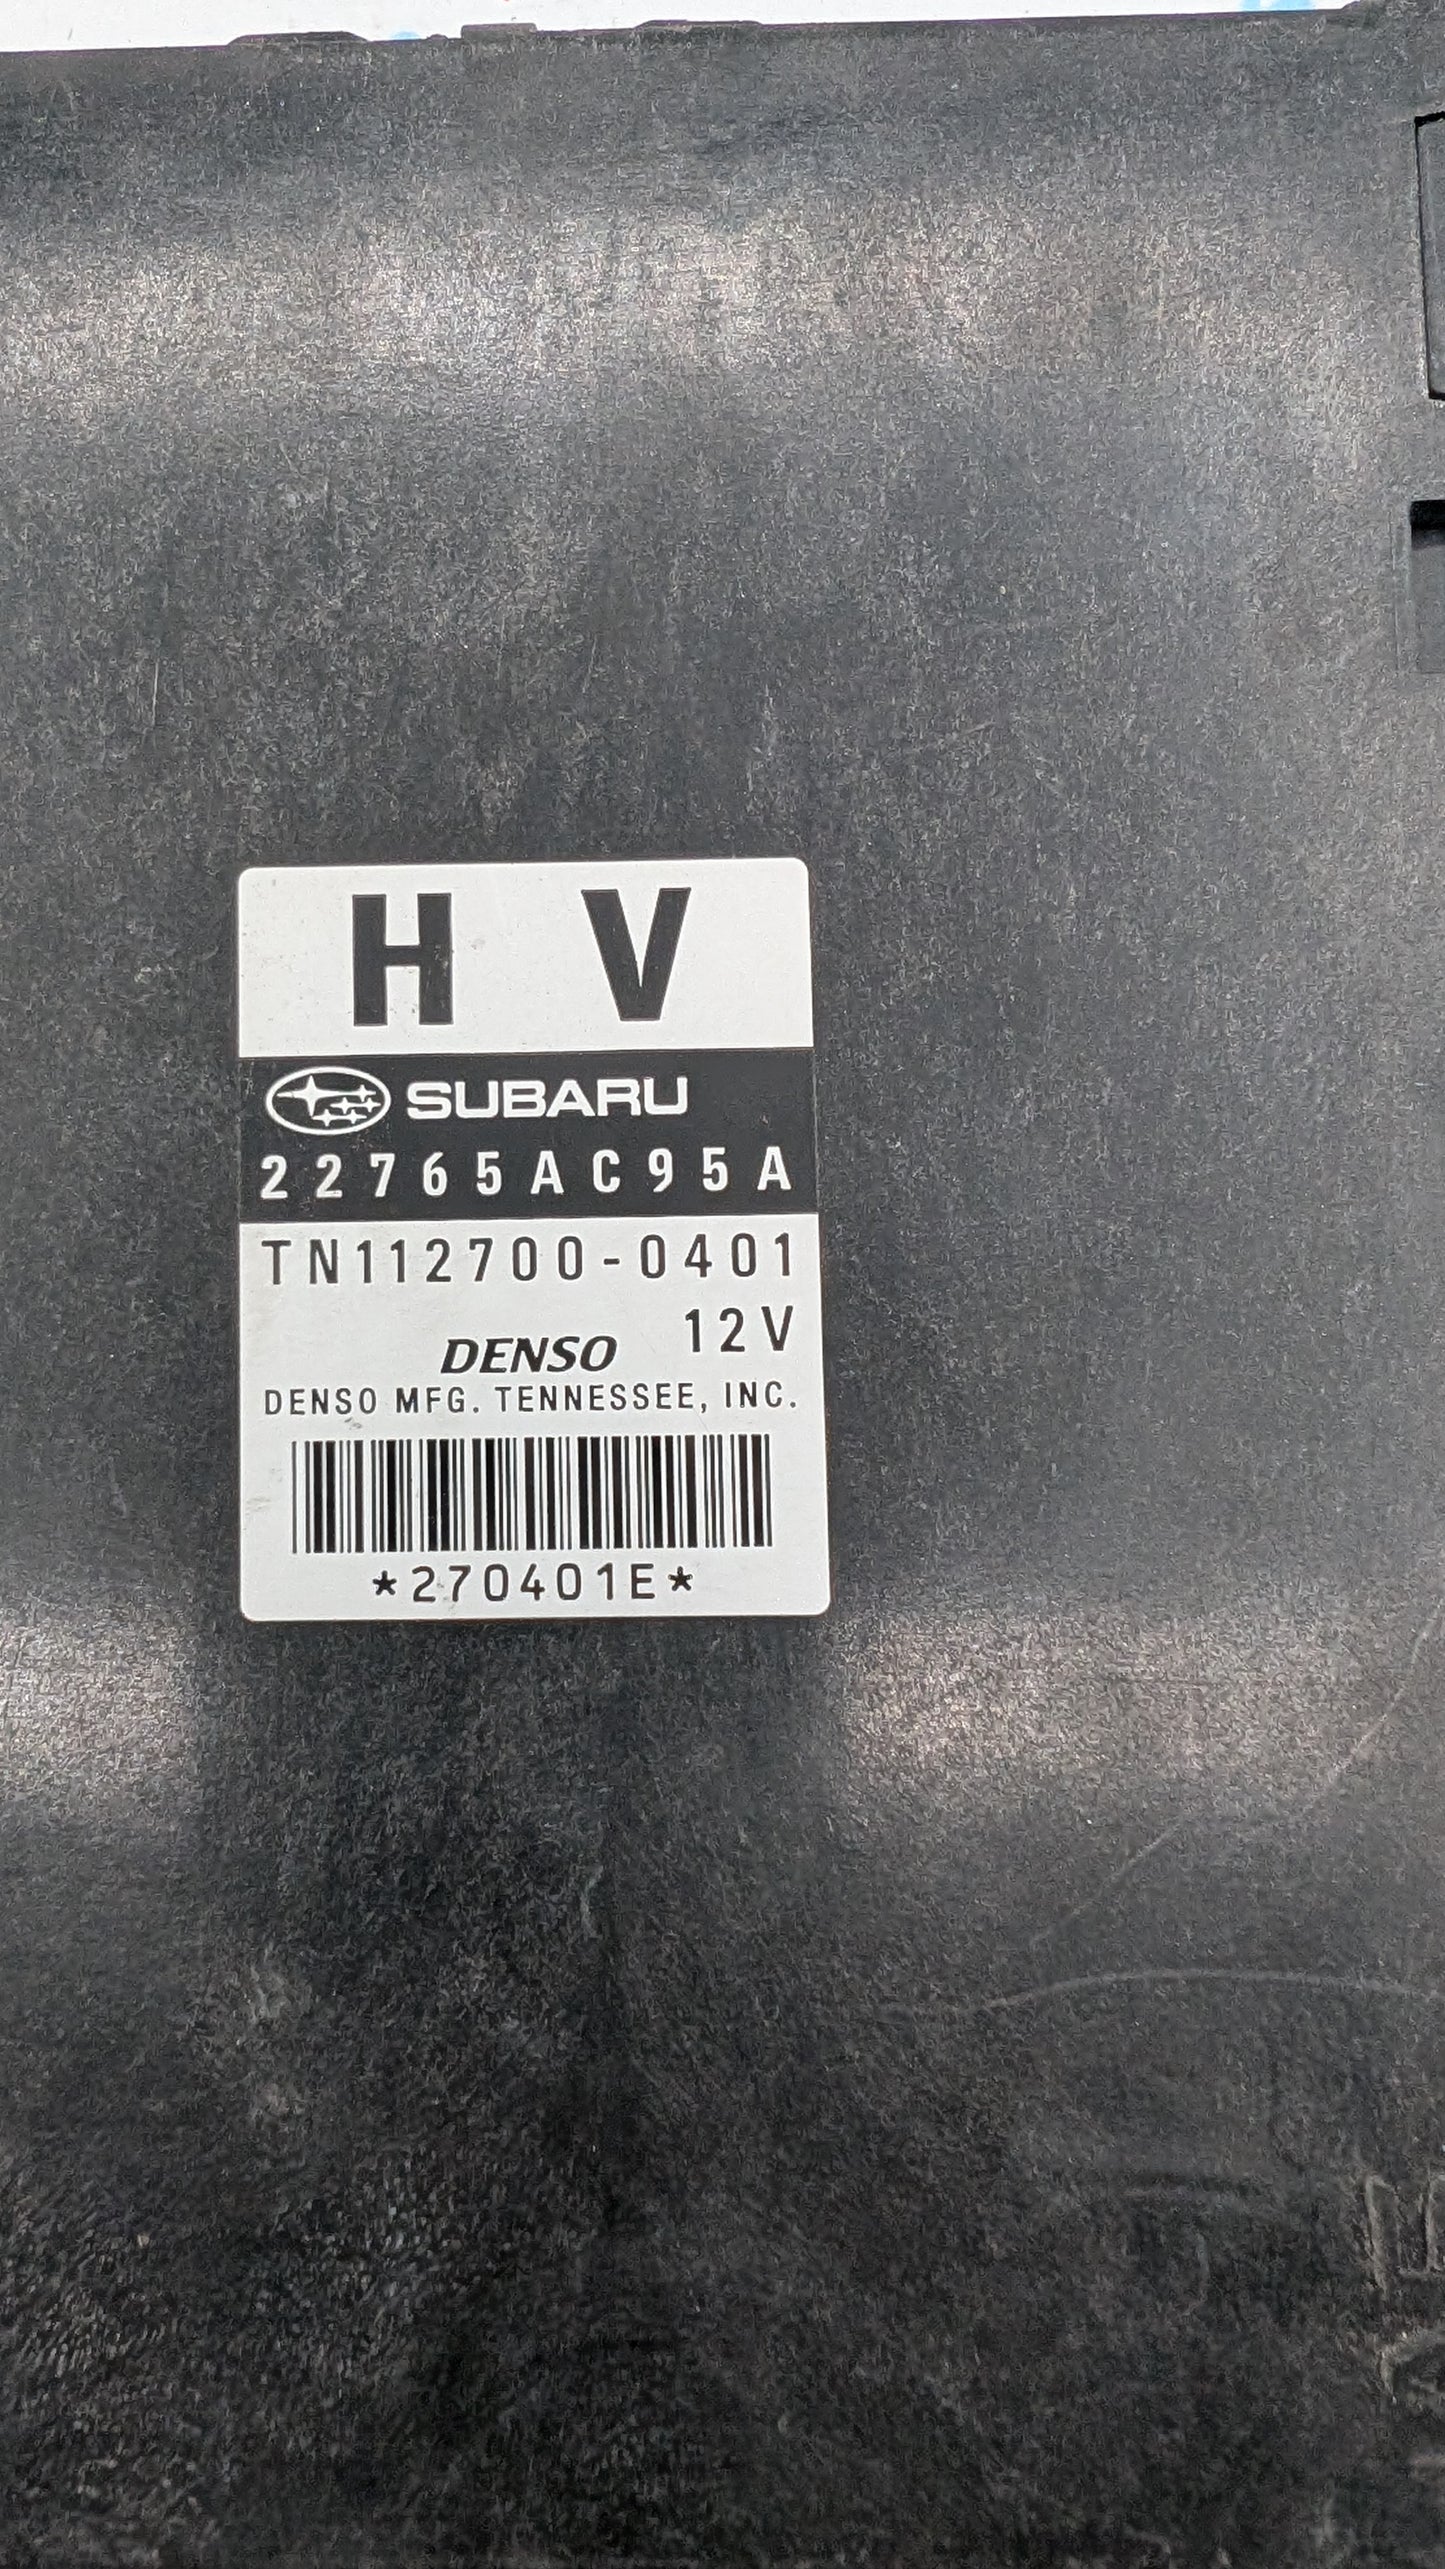 H V
SUBARU
22765AC95A
TN112700-0401
12V
DENSO
DENSO MFG. TENNESSEE, INC.
*270401E*